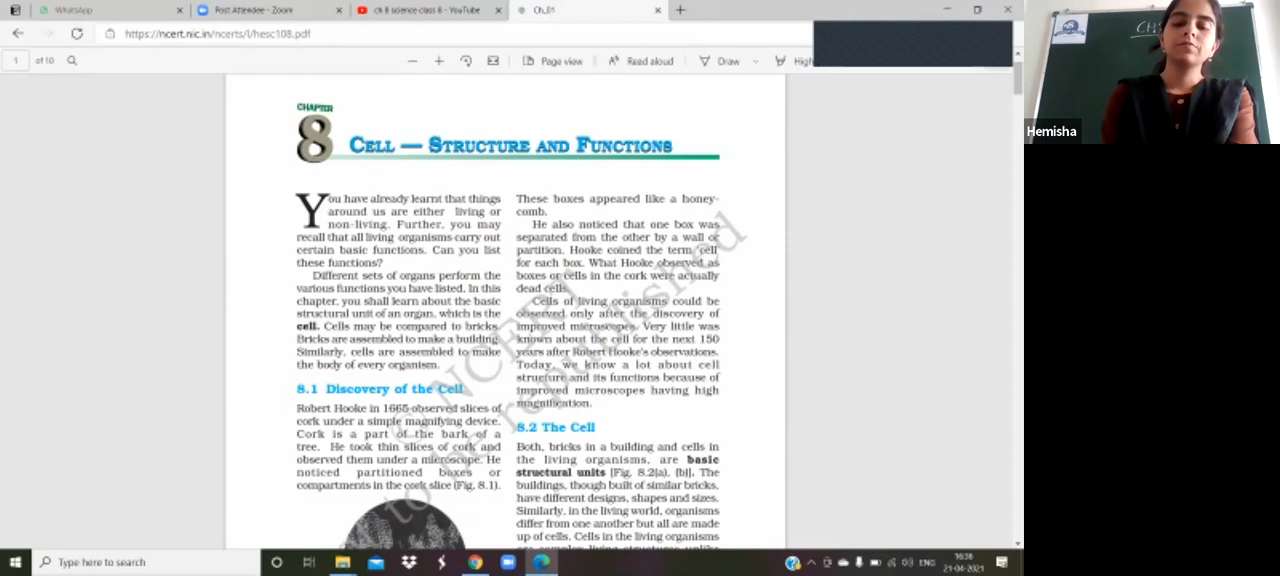 WhatsApp
Post Attendee - Zoom
ch 8 science class 8 - YouTube
Ch_01
https://ncert.nic.in/ncerts/l/hesc108.pdf
1 of 10
Page view
Read aloud
Draw
High
CHAPTER
8
CELL — STRUCTURE AND FUNCTIONS
You have already learnt that things
around us are either living or
non-living. Further, you may
recall that all living organisms carry out
certain basic functions. Can you list
these functions?
Different sets of organs perform the
various functions you have listed. In this
chapter, you shall learn about the basic
structural unit of an organ, which is the
cell. Cells may be compared to bricks.
Bricks are assembled to make a building.
Similarly, cells are assembled to make
the body of every organism.
8.1 Discovery of the Cell
Robert Hooke in 1665 observed slices of
cork under a simple magnifying device.
Cork is a part of the bark of a
tree. He took thin slices of cork and
observed them under a microscope. He
noticed partitioned boxes or
compartments in the cork slice (Fig. 8.1).
These boxes appeared like a honey-
comb.
He also noticed that one box was
separated from the other by a wall or
partition. Hooke coined the term 'cell'
for each box. What Hooke observed as
boxes or cells in the cork were actually
dead cells.
Cells of living organisms could be
observed only after the discovery of
improved microscopes. Very little was
known about the cell for the next 150
years after Robert Hooke's observations.
Today, we know a lot about cell
structure and its functions because of
improved microscopes having high
magnification.
8.2 The Cell
Both, bricks in a building and cells in
the living organisms, are basic
structural units [Fig. 8.2(a), (b)]. The
buildings, though built of similar bricks,
have different designs, shapes and sizes.
Similarly, in the living world, organisms
differ from one another but all are made
up of cells. Cells in the living organisms
are complex living structures unlike
© NCERT
to be republished
Hemisha
Type here to search
ENG
16:38
21-04-2021